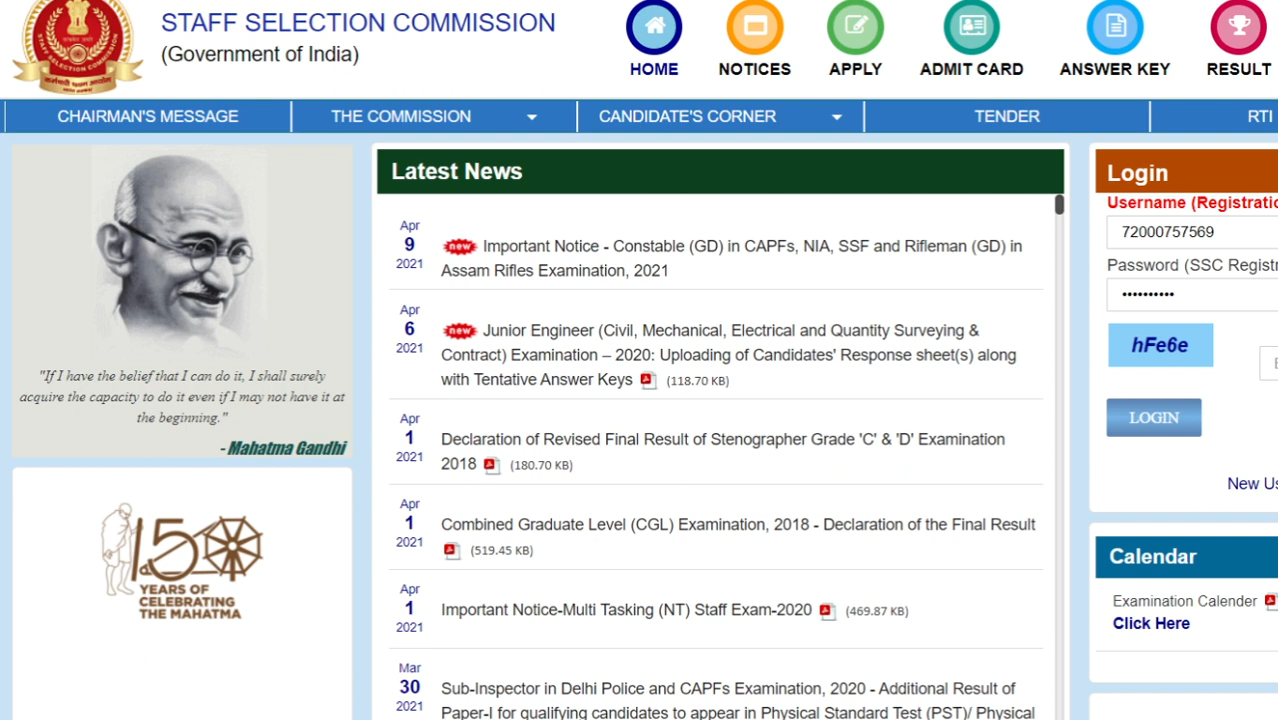 STAFF SELECTION COMMISSION
(Government of India)
HOME
NOTICES
APPLY
ADMIT CARD
ANSWER KEY
RESULT
CHAIRMAN'S MESSAGE
THE COMMISSION
CANDIDATE'S CORNER
TENDER
RTI
"If I have the belief that I can do it, I shall surely
acquire the capacity to do it even if I may not have it at
the beginning."
- Mahatma Gandhi
150
YEARS OF
CELEBRATING
THE MAHATMA
Latest News
Apr
9
2021
new Important Notice - Constable (GD) in CAPFs, NIA, SSF and Rifleman (GD) in
Assam Rifles Examination, 2021
Apr
6
2021
new Junior Engineer (Civil, Mechanical, Electrical and Quantity Surveying &
Contract) Examination – 2020: Uploading of Candidates' Response sheet(s) along
with Tentative Answer Keys (118.70 KB)
Apr
1
2021
Declaration of Revised Final Result of Stenographer Grade 'C' & 'D' Examination
2018 (180.70 KB)
Apr
1
2021
Combined Graduate Level (CGL) Examination, 2018 - Declaration of the Final Result
(519.45 KB)
Apr
1
2021
Important Notice-Multi Tasking (NT) Staff Exam-2020 (469.87 KB)
Mar
30
2021
Sub-Inspector in Delhi Police and CAPFs Examination, 2020 - Additional Result of
Paper-I for qualifying candidates to appear in Physical Standard Test (PST)/ Physical
Login
Username (Registratio
72000757569
Password (SSC Registr
••••••••••
hFe6e
LOGIN
New Us
Calendar
Examination Calender
Click Here